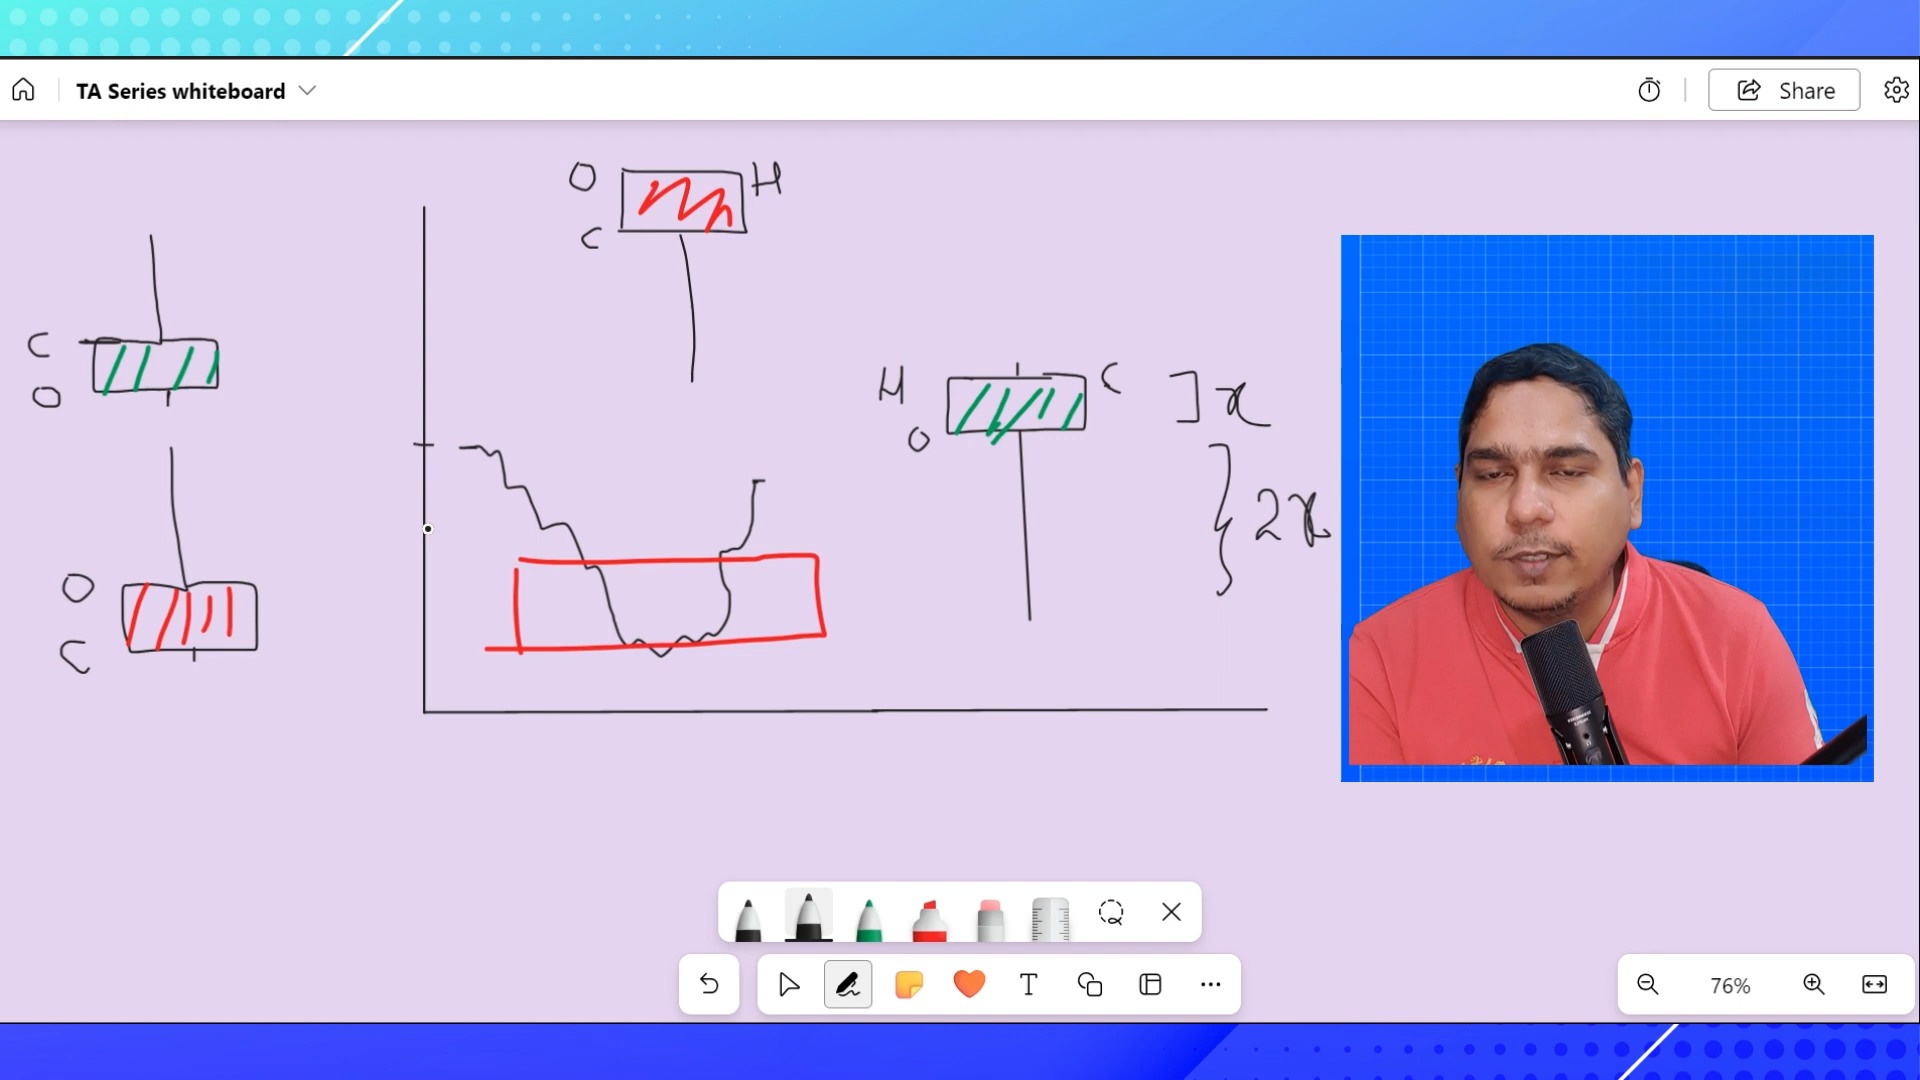 TA Series whiteboard
Share
O H
C
C
O
H C ] x
O
} 2x
O
C
76%